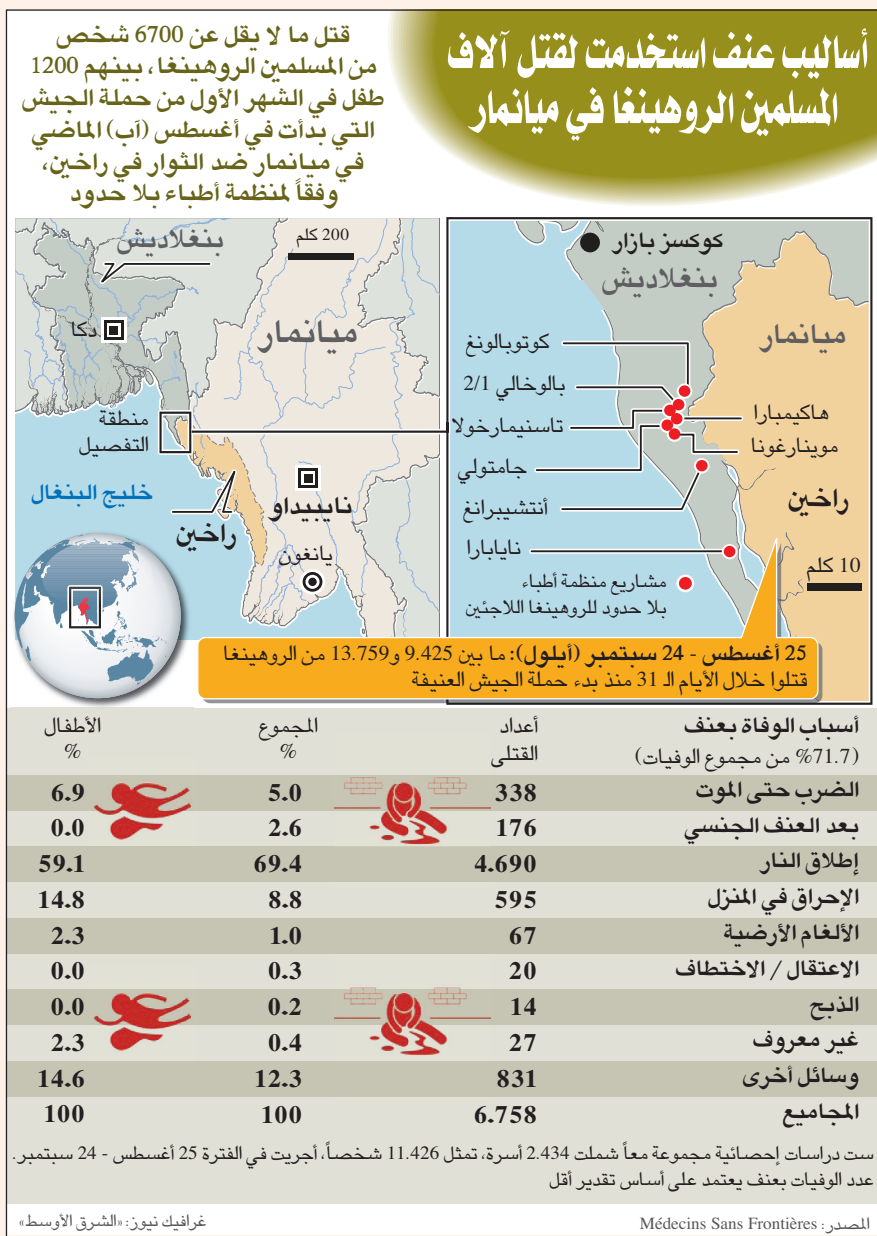 أساليب عنف استخدمت لقتل آلاف
المسلمين الروهينغا في ميانمار
قتل ما لا يقل عن 6700 شخص
من المسلمين الروهينغا، بينهم 1200
طفل في الشهر الأول من حملة الجيش
التي بدأت في أغسطس (آب) الماضي
في ميانمار ضد الثوار في راخين،
وفقاً لمنظمة أطباء بلا حدود
كوكسز بازار
بنغلاديش
ميانمار
كوتوبالونغ
بالوخالي 2/1
هاكيمبارا
تاسنيمارخولا
موينارغونا
جامتولي
راخين
أنتشيبرانغ
نايابارا
10 كلم
مشاريع منظمة أطباء
بلا حدود للروهينغا اللاجئين
بنغلاديش
200 كلم
دكا
ميانمار
منطقة
التفصيل
خليج البنغال
نايبيداو
راخين
يانغون
25 أغسطس - 24 سبتمبر (أيلول): ما بين 9.425 و13.759 من الروهينغا
قتلوا خلال الأيام الـ 31 منذ بدء حملة الجيش العنيفة
أسباب الوفاة بعنف أعداد المجموع الأطفال
(71.7% من مجموع الوفيات) القتلى % %
الضرب حتى الموت 338 5.0 6.9
بعد العنف الجنسي 176 2.6 0.0
إطلاق النار 4.690 69.4 59.1
الإحراق في المنزل 595 8.8 14.8
الألغام الأرضية 67 1.0 2.3
الاعتقال / الاختطاف 20 0.3 0.0
الذبح 14 0.2 0.0
غير معروف 27 0.4 2.3
وسائل أخرى 831 12.3 14.6
المجاميع 6.758 100 100
ست دراسات إحصائية مجموعة معاً شملت 2.434 أسرة، تمثل 11.426 شخصاً، أجريت في الفترة 25 أغسطس - 24 سبتمبر.
عدد الوفيات بعنف يعتمد على أساس تقدير أقل
المصدر: Médecins Sans Frontières
غرافيك نيوز: «الشرق الأوسط»